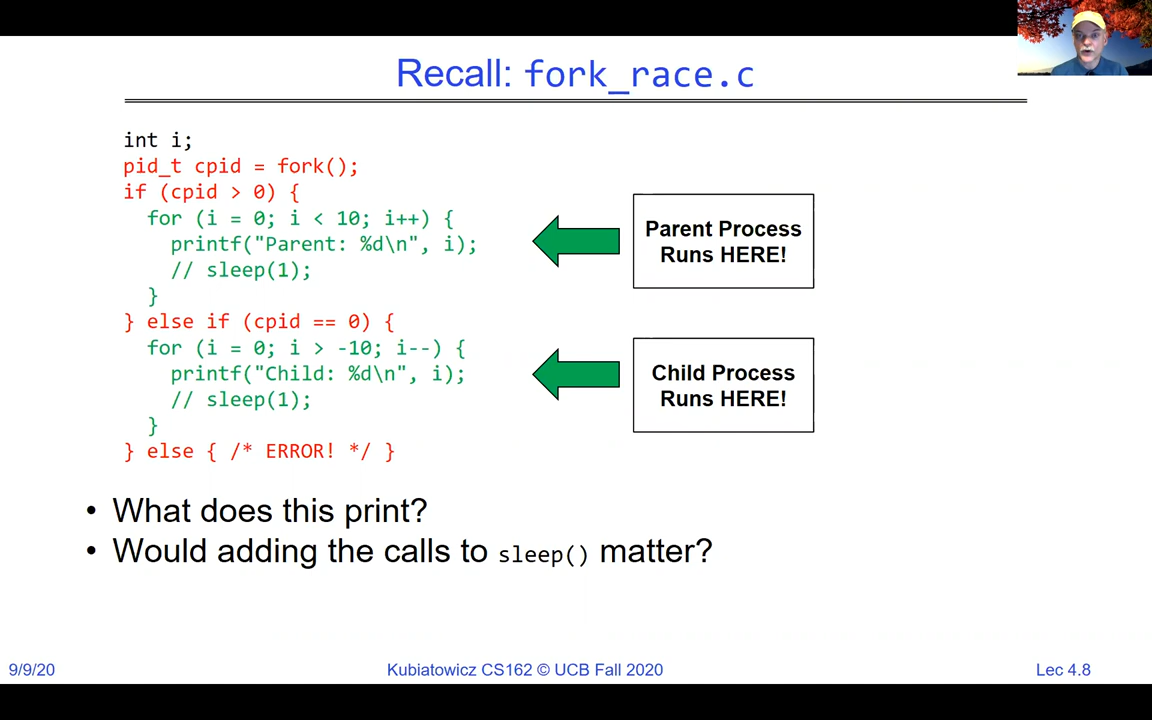 Recall: fork_race.c
int i;
pid_t cpid = fork();
if (cpid > 0) {
for (i = 0; i < 10; i++) {
printf("Parent: %d\n", i);
// sleep(1);
}
} else if (cpid == 0) {
for (i = 0; i > -10; i--) {
printf("Child: %d\n", i);
// sleep(1);
}
} else { /* ERROR! */ }
Parent Process
Runs HERE!
Child Process
Runs HERE!
• What does this print?
• Would adding the calls to sleep() matter?
9/9/20
Kubiatowicz CS162 © UCB Fall 2020
Lec 4.8